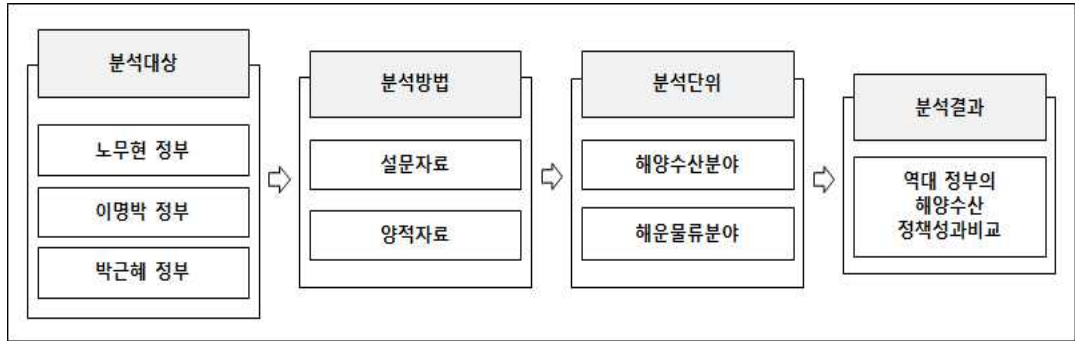 분석대상
노무현 정부
이명박 정부
박근혜 정부
분석방법
설문자료
양적자료
분석단위
해양수산분야
해운물류분야
분석결과
역대 정부의
해양수산
정책성과비교